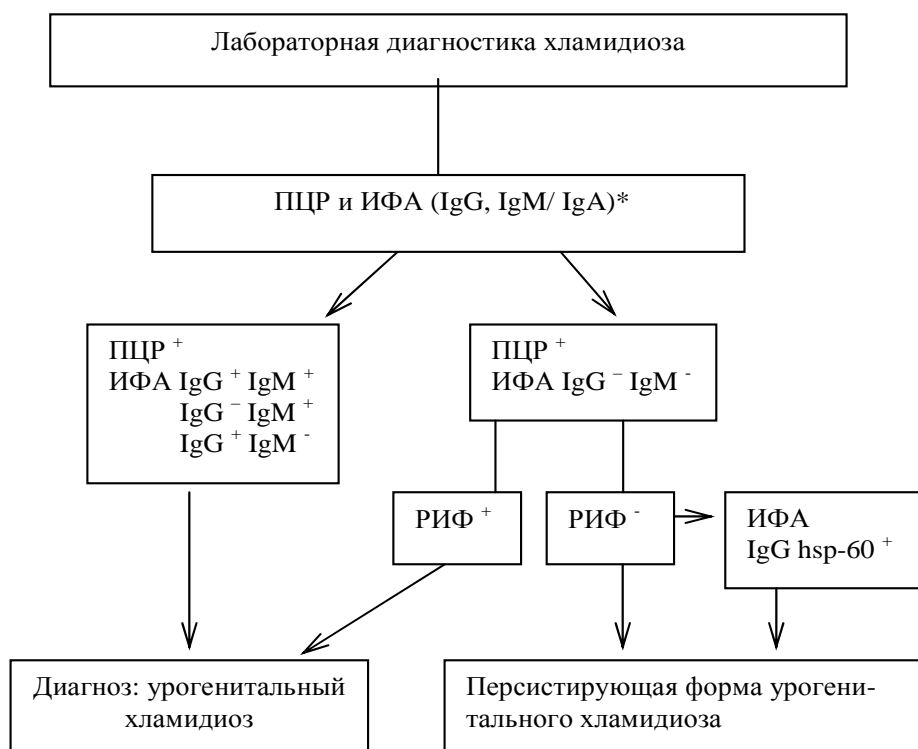 Лабораторная диагностика хламидиоза
ПЦР и ИФА (IgG, IgM/ IgA)*
ПЦР +
ИФА IgG + IgM +
IgG – IgM +
IgG + IgM -
ПЦР +
ИФА IgG – IgM -
РИФ +
РИФ -
ИФА
IgG hsp-60 +
Диагноз: урогенитальный
хламидиоз
Персистирующая форма урогени-
тального хламидиоза